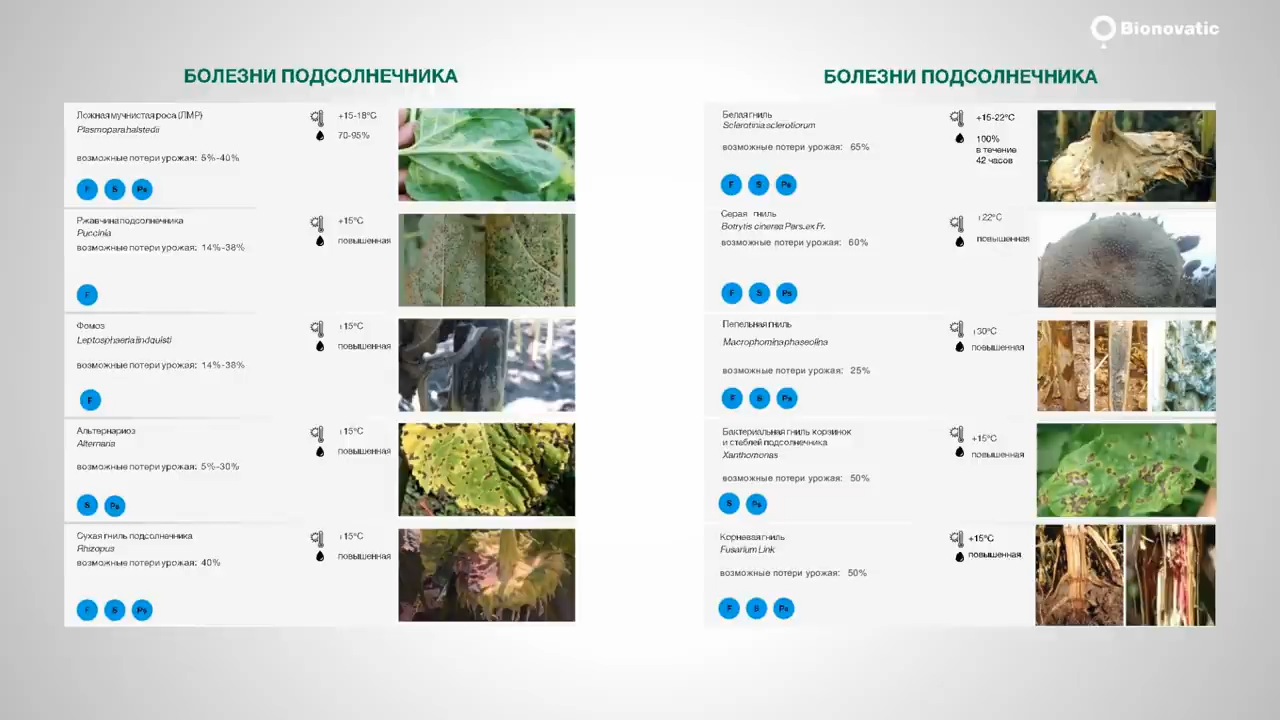 Bionovatic
БОЛЕЗНИ ПОДСОЛНЕЧНИКА
Ложная мучнистая роса (ЛМР)
Plasmopara halstedii
возможные потери урожая: 5%-40%
+15-18°C
70-95%
F S Ps
Ржавчина подсолнечника
Puccinia
возможные потери урожая: 14%-38%
+15°C
повышенная
F
Фомоз
Leptosphaeria lindquisti
возможные потери урожая: 14%-38%
+15°C
повышенная
F
Альтернариоз
Alternaria
возможные потери урожая: 5%-30%
+15°C
повышенная
S Ps
Сухая гниль подсолнечника
Rhizopus
возможные потери урожая: 40%
+15°C
повышенная
F S Ps
БОЛЕЗНИ ПОДСОЛНЕЧНИКА
Белая гниль
Sclerotinia sclerotiorum
возможные потери урожая: 65%
+15-22°C
100%
в течение
42 часов
F S Ps
Серая гниль
Botrytis cinerea Pers.ex Fr.
возможные потери урожая: 60%
+22°C
повышенная
F S Ps
Пепельная гниль
Macrophomina phaseolina
возможные потери урожая: 25%
+30°C
повышенная
F S Ps
Бактериальная гниль корзинок
и стеблей подсолнечника
Xanthomonas
возможные потери урожая: 50%
+15°C
повышенная
S Ps
Корневая гниль
Fusarium Link
возможные потери урожая: 50%
+15°C
повышенная
F S Ps